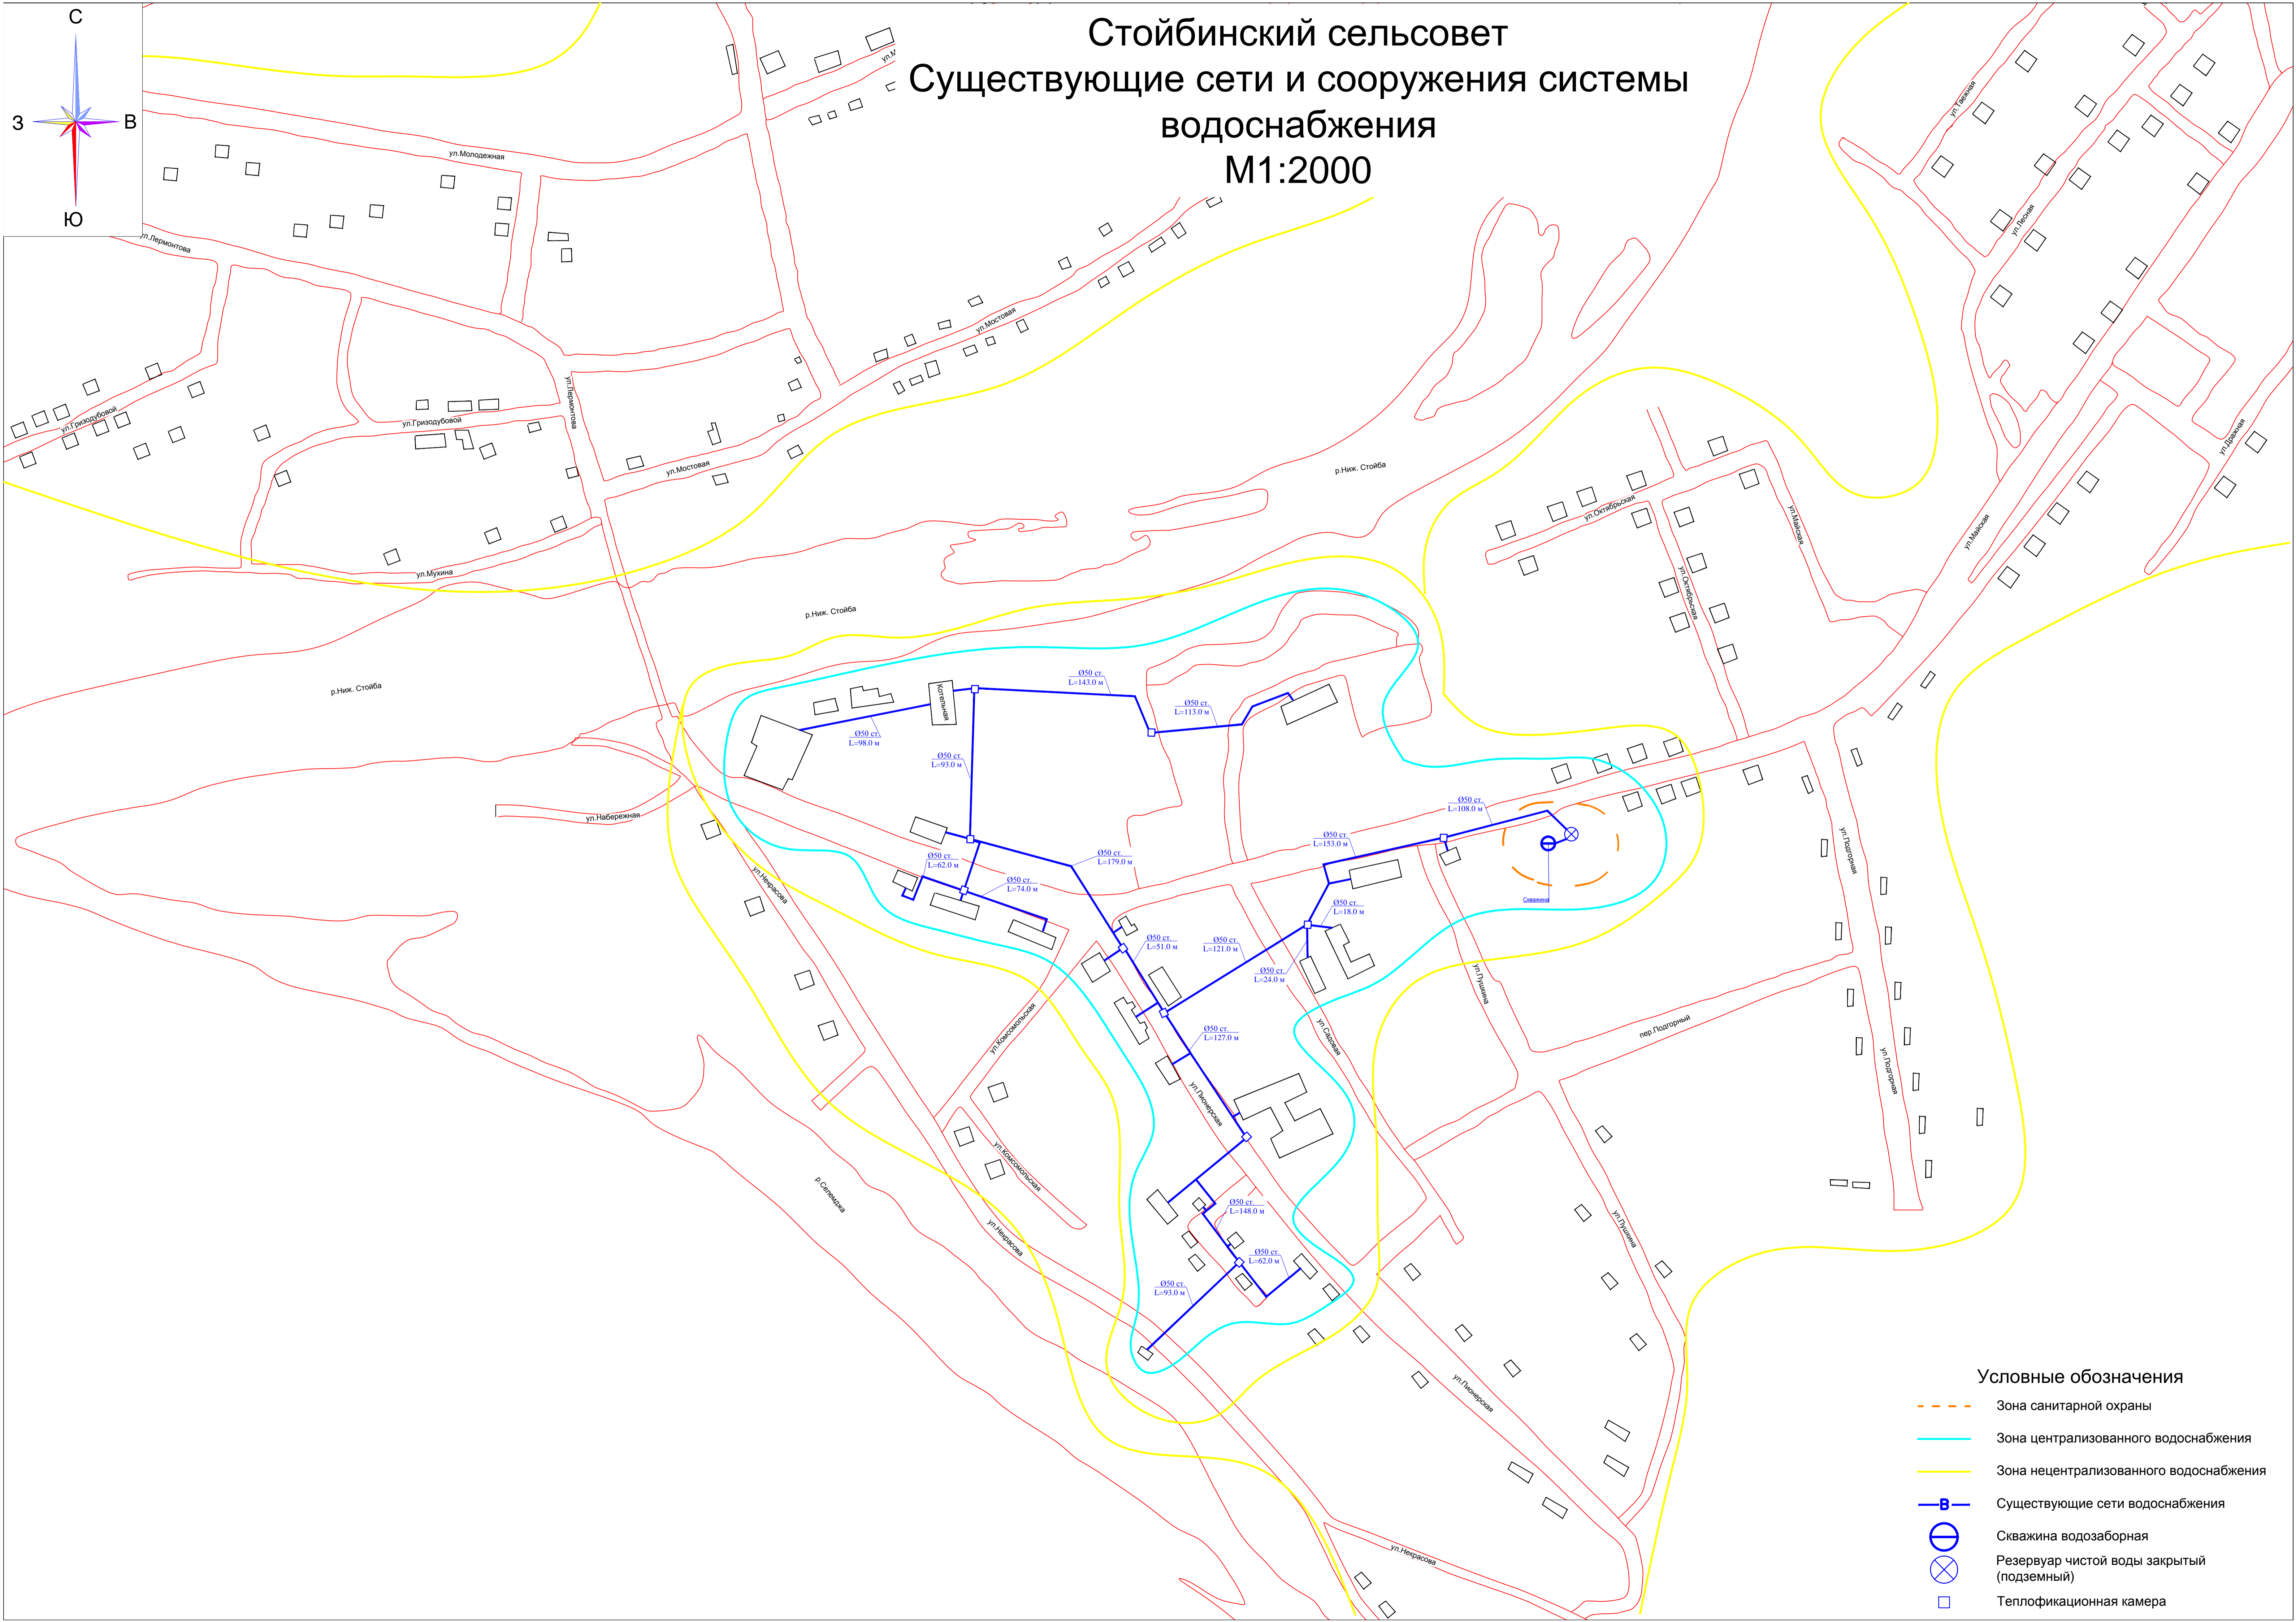 С
З
В
Ю
Стойбинский сельсовет
Существующие сети и сооружения системы
водоснабжения
М1:2000
ул.М
ул.Молодежная
ул.Лермонтова
ул.Таежная
ул.Лесная
ул.Мостовая
ул.Гризодубовой
ул.Гризодубовой
ул.Лермонтова
ул.Мостовая
ул.Дражная
р.Ниж. Стойба
ул.Октябрьская
ул.Майская
ул.Майская
ул.Мухина
ул.Октябрьская
р.Ниж. Стойба
р.Ниж. Стойба
Котельная
Ø50 ст.
L=143.0 м
Ø50 ст.
L=113.0 м
Ø50 ст.
L=98.0 м
Ø50 ст.
L=93.0 м
ул.Набережная
Ø50 ст.
L=108.0 м
Ø50 ст.
L=153.0 м
Ø50 ст.
L=62.0 м
Ø50 ст.
L=179.0 м
Ø50 ст.
L=74.0 м
ул.Некрасова
ул.Подгорная
Скважина
Ø50 ст.
L=18.0 м
Ø50 ст.
L=51.0 м
Ø50 ст.
L=121.0 м
Ø50 ст.
L=24.0 м
ул.Пушкина
ул.Комсомольская
ул.Садовая
пер.Подгорный
Ø50 ст.
L=127.0 м
ул.Подгорная
ул.Пионерская
ул.Комсомольская
р.Селемджа
ул.Некрасова
Ø50 ст.
L=148.0 м
ул.Пушкина
Ø50 ст.
L=62.0 м
Ø50 ст.
L=93.0 м
ул.Пионерская
ул.Некрасова
Условные обозначения
Зона санитарной охраны
Зона централизованного водоснабжения
Зона нецентрализованного водоснабжения
В
Существующие сети водоснабжения
Скважина водозаборная
Резервуар чистой воды закрытый
(подземный)
Теплофикационная камера